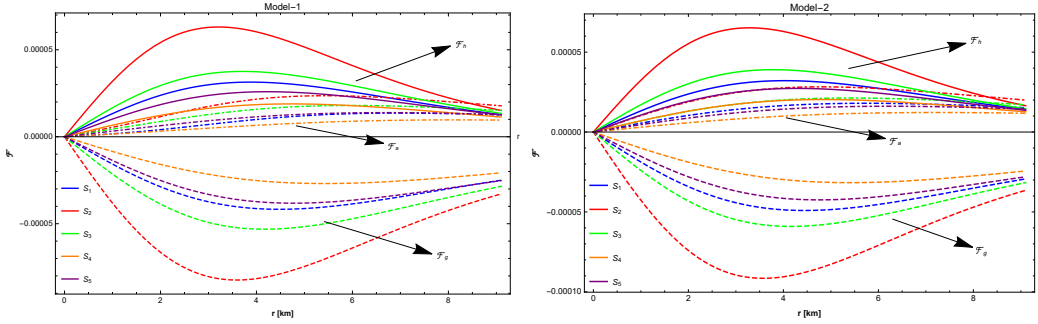 Model-1
0.00005
0.00000
-0.00005
ℱ
ℱh
ℱa
ℱg
r
S1
S2
S3
S4
S5
0 2 4 6 8
r [km]
Model-2
0.00005
0.00000
-0.00005
-0.00010
ℱ
ℱh
ℱa
ℱg
r
S1
S2
S3
S4
S5
0 2 4 6 8
r [km]